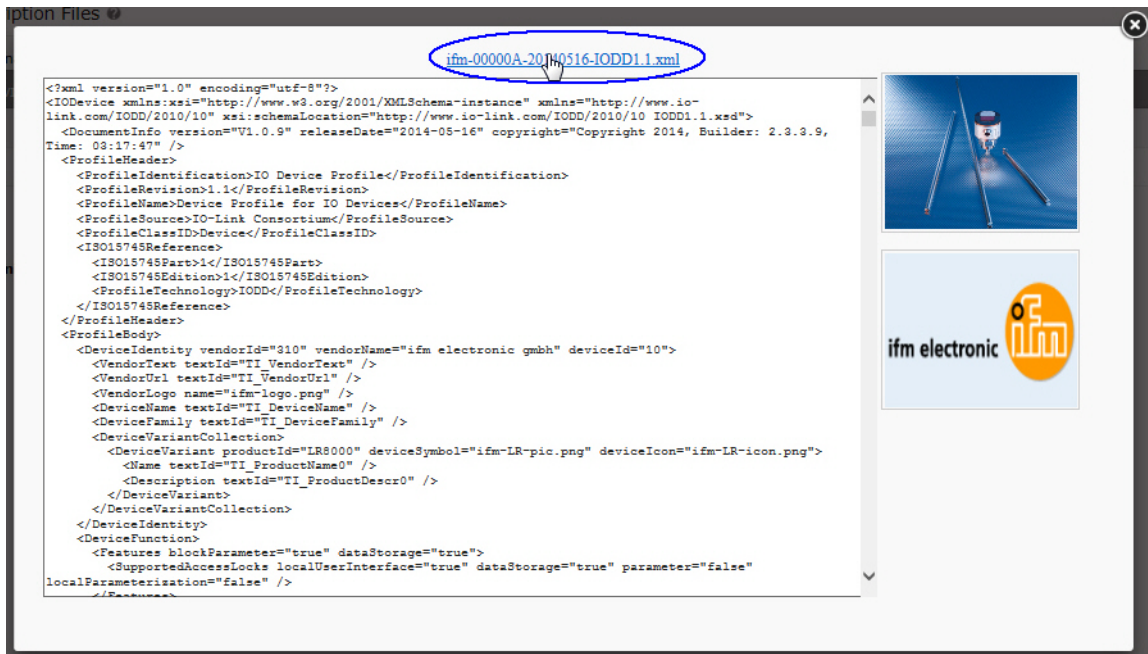 ption Files
ifm-00000A-20140516-IODD1.1.xml
<?xml version="1.0" encoding="utf-8"?>
<IODevice xmlns:xsi="http://www.w3.org/2001/XMLSchema-instance" xmlns="http://www.io-
link.com/IODD/2010/10" xsi:schemaLocation="http://www.io-link.com/IODD/2010/10 IODD1.1.xsd">
<DocumentInfo version="V1.0.9" releaseDate="2014-05-16" copyright="Copyright 2014, Builder: 2.3.3.9,
Time: 03:17:47" />
<ProfileHeader>
<ProfileIdentification>IO Device Profile</ProfileIdentification>
<ProfileRevision>1.1</ProfileRevision>
<ProfileName>Device Profile for IO Devices</ProfileName>
<ProfileSource>IO-Link Consortium</ProfileSource>
<ProfileClassID>Device</ProfileClassID>
<ISO15745Reference>
<ISO15745Part>1</ISO15745Part>
<ISO15745Edition>1</ISO15745Edition>
<ProfileTechnology>IODD</ProfileTechnology>
</ISO15745Reference>
</ProfileHeader>
<ProfileBody>
<DeviceIdentity vendorId="310" vendorName="ifm electronic gmbh" deviceId="10">
<VendorText textId="TI_VendorText" />
<VendorUrl textId="TI_VendorUrl" />
<VendorLogo name="ifm-logo.png" />
<DeviceName textId="TI_DeviceName" />
<DeviceFamily textId="TI_DeviceFamily" />
<DeviceVariantCollection>
<DeviceVariant productId="LR8000" deviceSymbol="ifm-LR-pic.png" deviceIcon="ifm-LR-icon.png">
<Name textId="TI_ProductName0" />
<Description textId="TI_ProductDescr0" />
</DeviceVariant>
</DeviceVariantCollection>
</DeviceIdentity>
<DeviceFunction>
<Features blockParameter="true" dataStorage="true">
<SupportedAccessLocks localUserInterface="true" dataStorage="true" parameter="false"
localParameterization="false" />
</Features>
ifm electronic
ifm